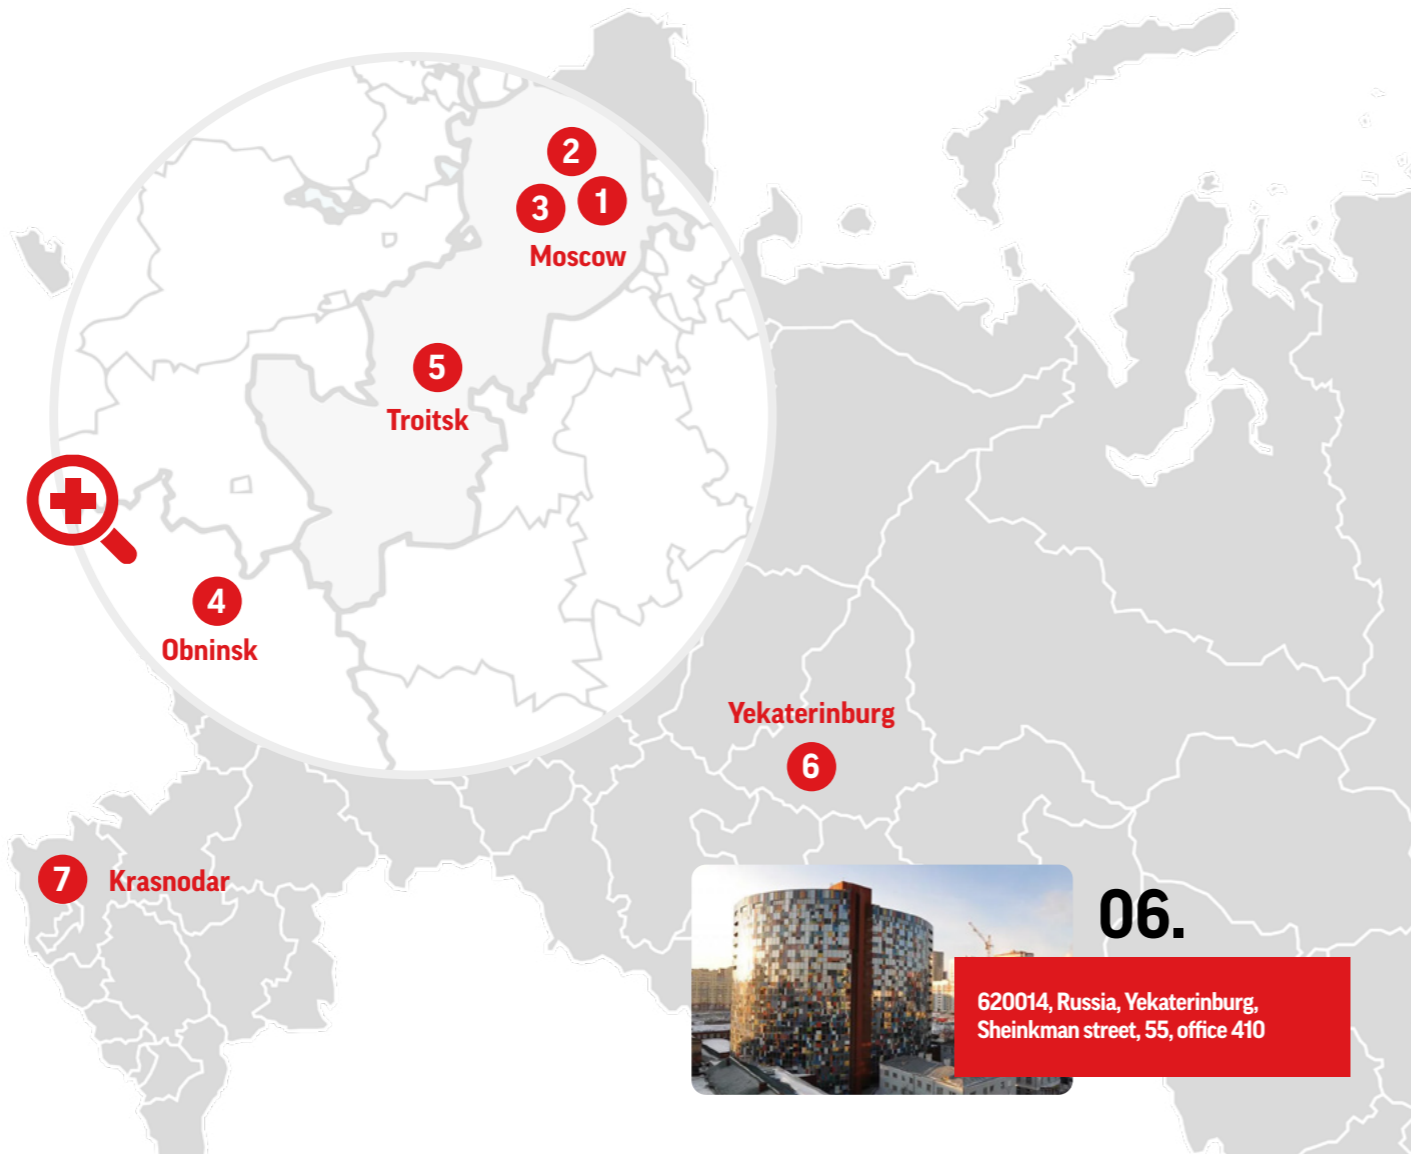 2
3
1
Moscow
5
Troitsk
4
Obninsk
Yekaterinburg
6
7
Krasnodar
06.
620014, Russia, Yekaterinburg,
Sheinkman street, 55, office 410